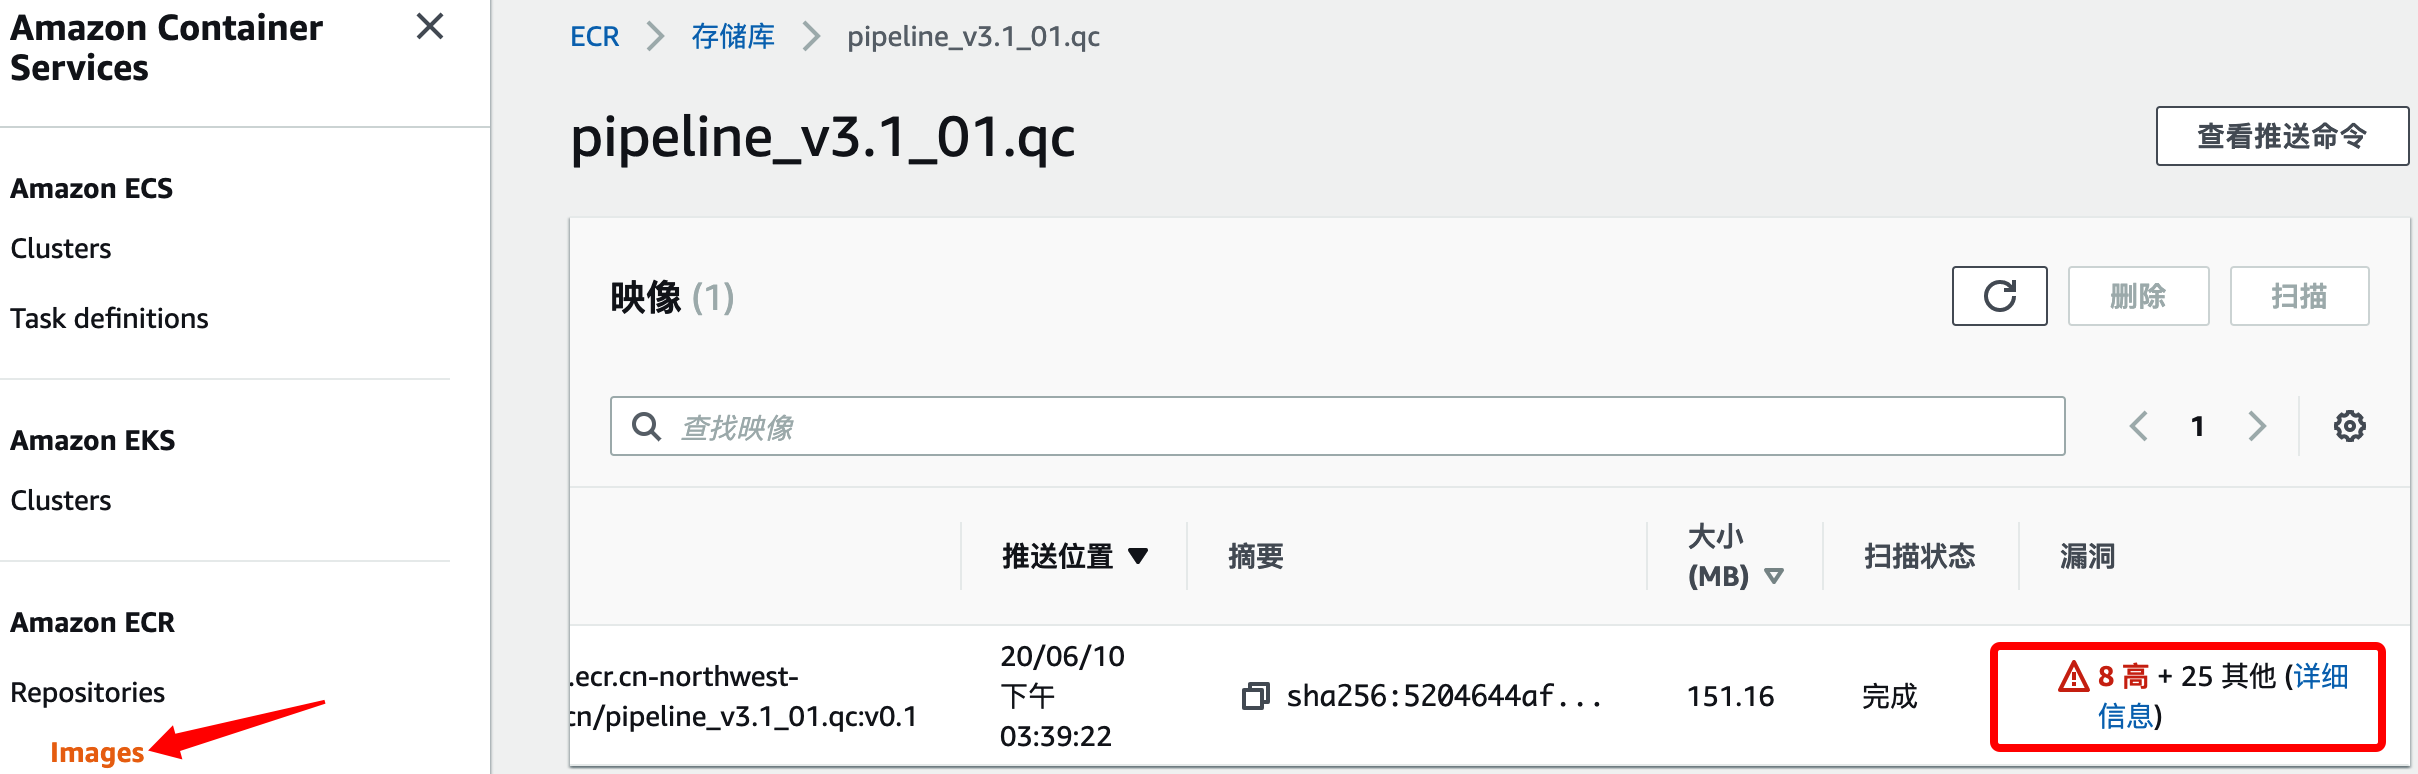 Amazon Container
Services
Amazon ECS
Clusters
Task definitions
Amazon EKS
Clusters
Amazon ECR
Repositories
Images
ECR > 存储库 > pipeline_v3.1_01.qc
pipeline_v3.1_01.qc
查看推送命令
映像 (1)
删除
扫描
查找映像
1
推送位置
摘要
大小
(MB)
扫描状态
漏洞
.ecr.cn-northwest-
cn/pipeline_v3.1_01.qc:v0.1
20/06/10
下午
03:39:22
sha256:5204644af...
151.16
完成
8 高 + 25 其他 (详细
信息)